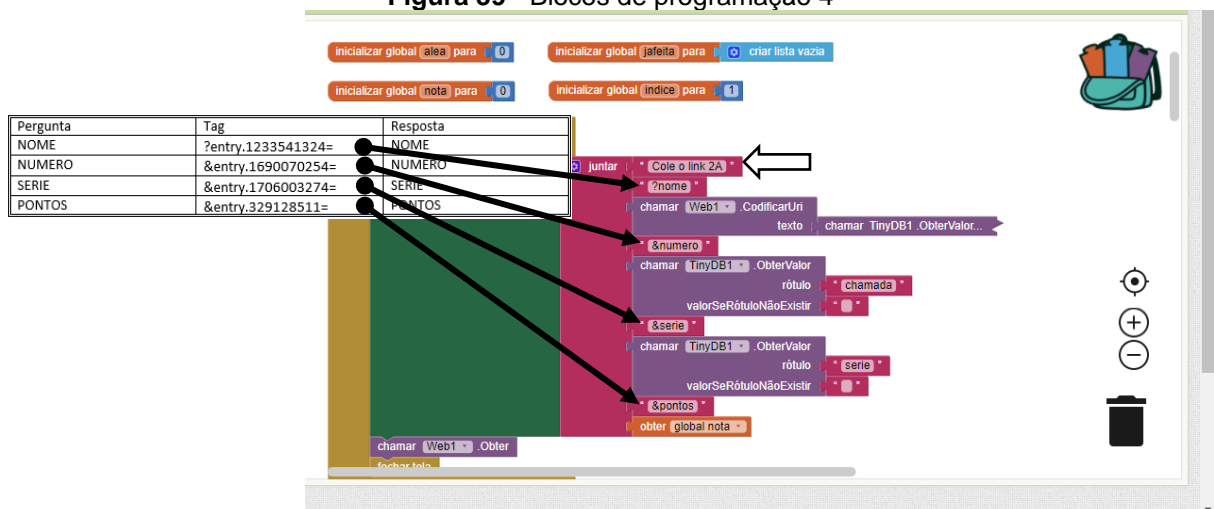 Figura 39 - Blocos de programação 4
inicializar global alea para 0
inicializar global jafeita para criar lista vazia
inicializar global nota para 0
inicializar global indice para 1
Pergunta Tag Resposta
NOME ?entry.1233541324= NOME
NUMERO &entry.1690070254= NUMERO
SERIE &entry.1706003274= SERIE
PONTOS &entry.329128511= PONTOS
juntar " Cole o link 2A "
" ?nome "
chamar Web1 .CodificarUri
texto chamar TinyDB1 .ObterValor...
" &numero "
chamar TinyDB1 .ObterValor
rótulo " chamada "
valorSeRótuloNãoExistir " "
" &serie "
chamar TinyDB1 .ObterValor
rótulo " serie "
valorSeRótuloNãoExistir " "
" &pontos "
obter global nota
chamar Web1 .Obter
fechar tela